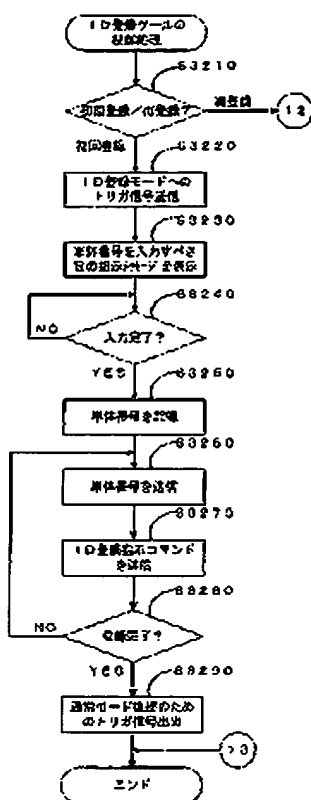 ID登録ツールの
S3210
初回登録/再登録?
再登録
12
初回登録
S3220
ID登録モードへの
トリガ信号送信
S3230
単体番号を入力すべき
旨の指示メッセージを表示
S3240
NO
入力完了?
YES
S3250
単体番号を記憶
S3260
単体番号を送信
S3270
ID登録指示コマンド
を送信
S3280
NO
登録完了?
YES
S3290
通常モード復帰のため
のトリガ信号出力
エンド